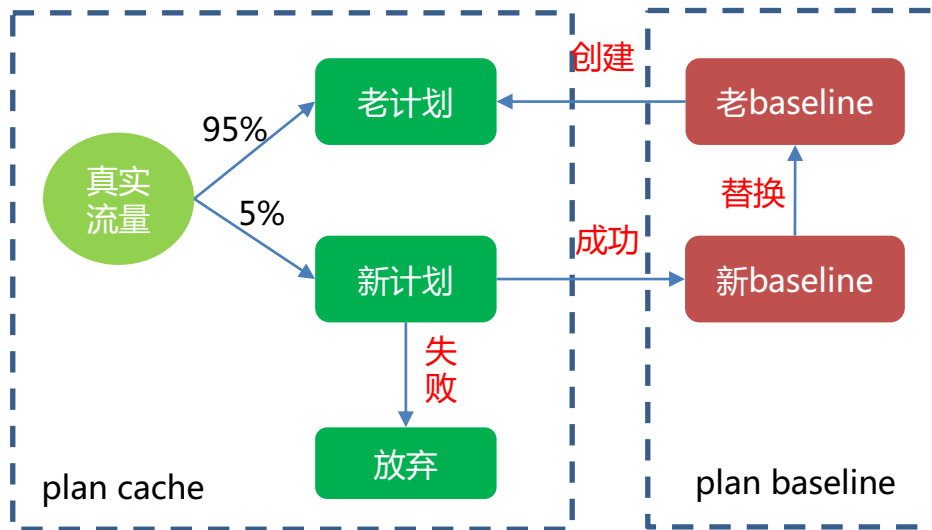 创建
老计划
老baseline
95%
真实
流量
替换
5%
成功
新计划
新baseline
失
败
放弃
plan cache
plan baseline